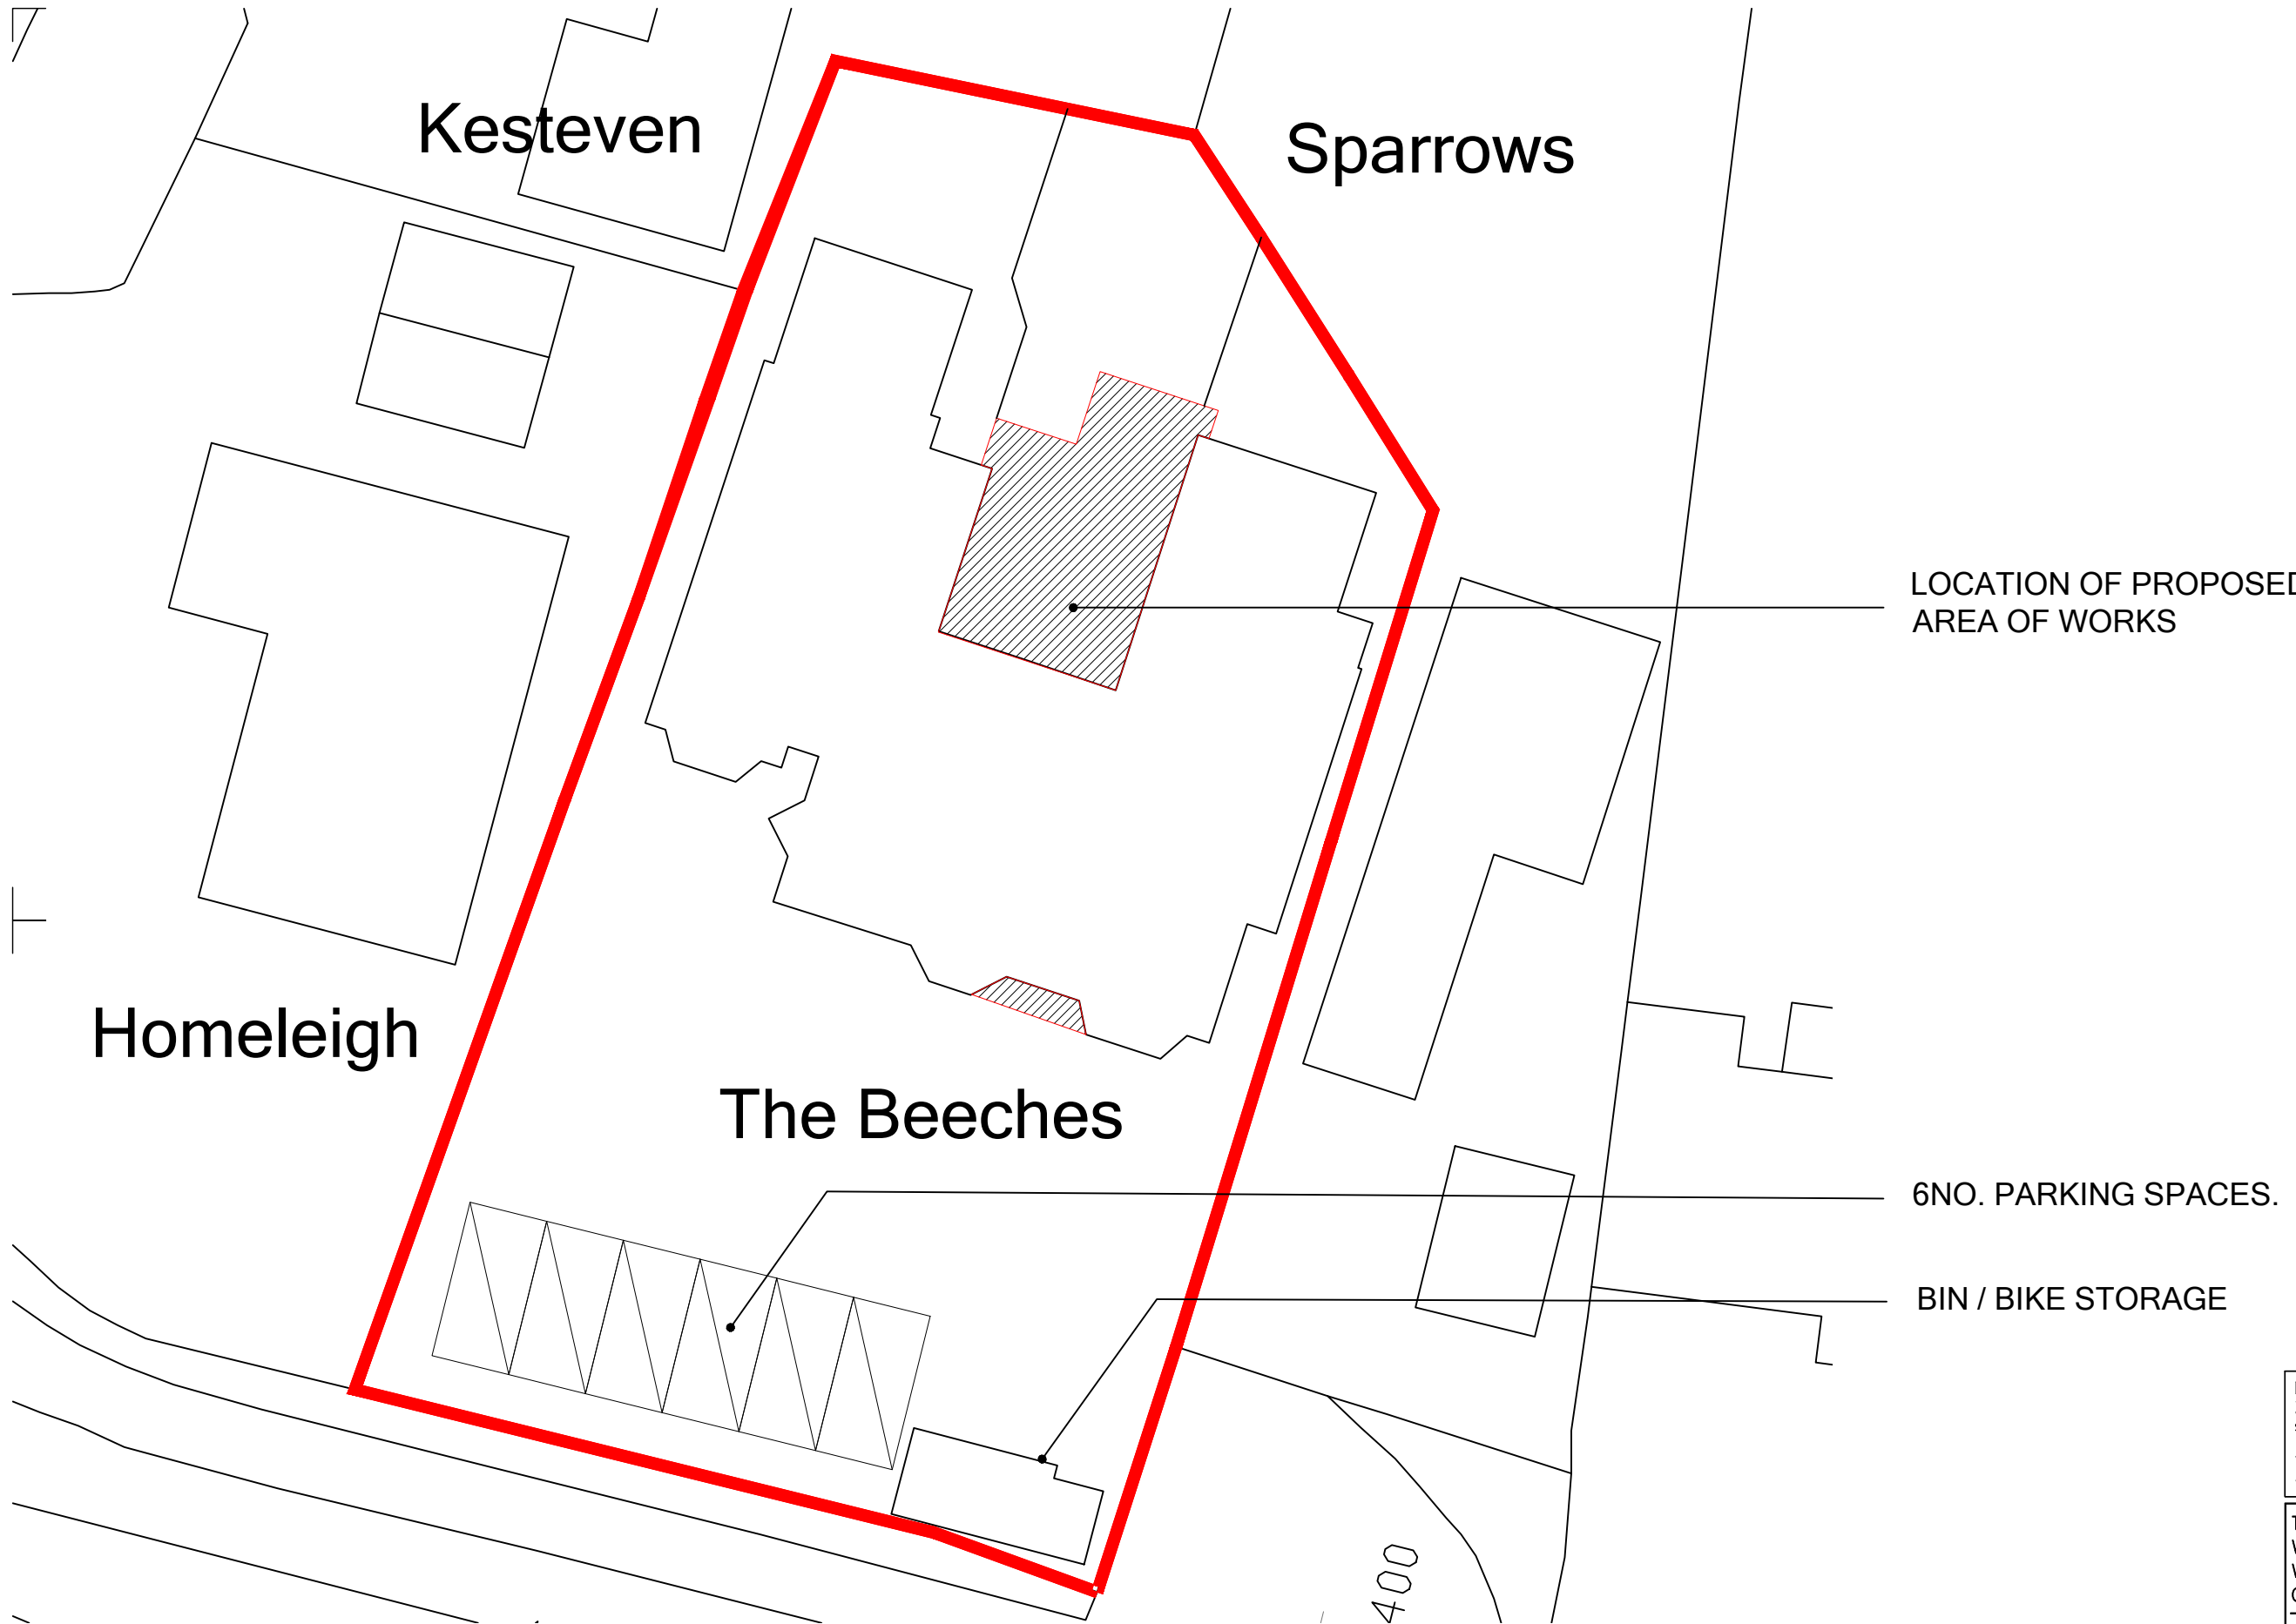 Kesteven
Sparrows
LOCATION OF PROPOSED
AREA OF WORKS
Homeleigh
The Beeches
6NO. PARKING SPACES.
BIN / BIKE STORAGE
400